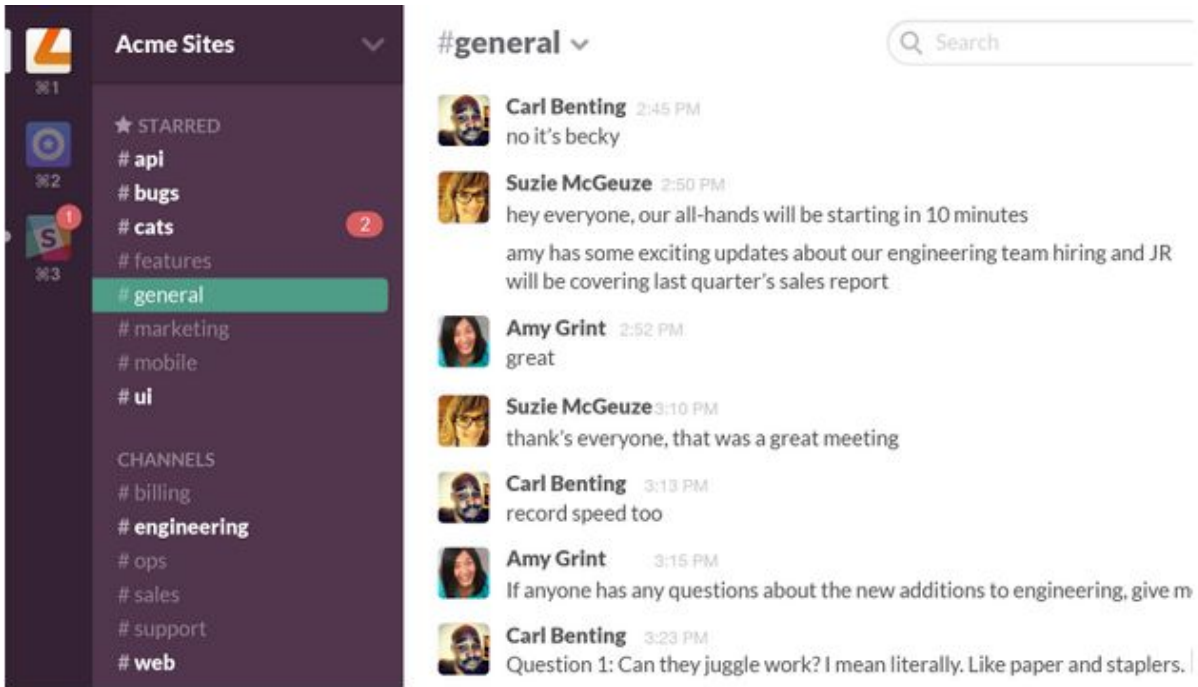 Acme Sites
⌘1
⌘2
1
S
⌘3
★ STARRED
# api
# bugs
# cats 2
# features
# general
# marketing
# mobile
# ui
CHANNELS
# billing
# engineering
# ops
# sales
# support
# web
#general
Search
Carl Benting 2:45 PM
no it's becky
Suzie McGeuze 2:50 PM
hey everyone, our all-hands will be starting in 10 minutes
amy has some exciting updates about our engineering team hiring and JR
will be covering last quarter's sales report
Amy Grint 2:52 PM
great
Suzie McGeuze 3:10 PM
thank's everyone, that was a great meeting
Carl Benting 3:13 PM
record speed too
Amy Grint 3:15 PM
If anyone has any questions about the new additions to engineering, give m
Carl Benting 3:23 PM
Question 1: Can they juggle work? I mean literally. Like paper and staplers.